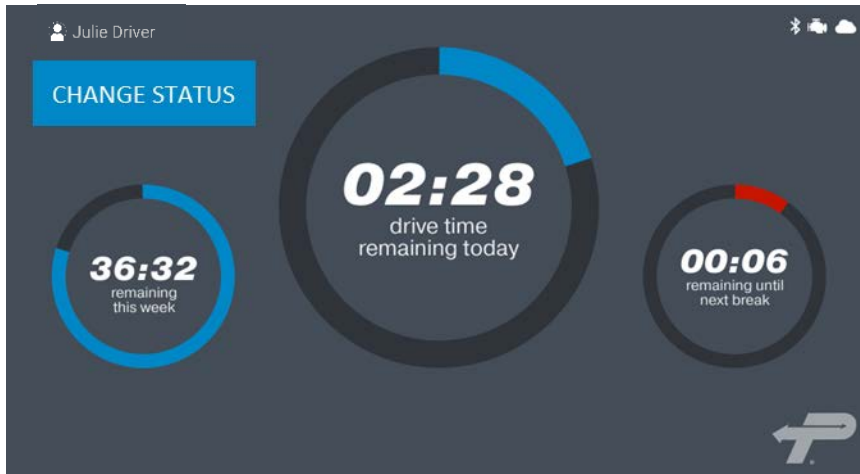 Julie Driver
CHANGE STATUS
02:28
drive time
remaining today
36:32
remaining
this week
00:06
remaining until
next break